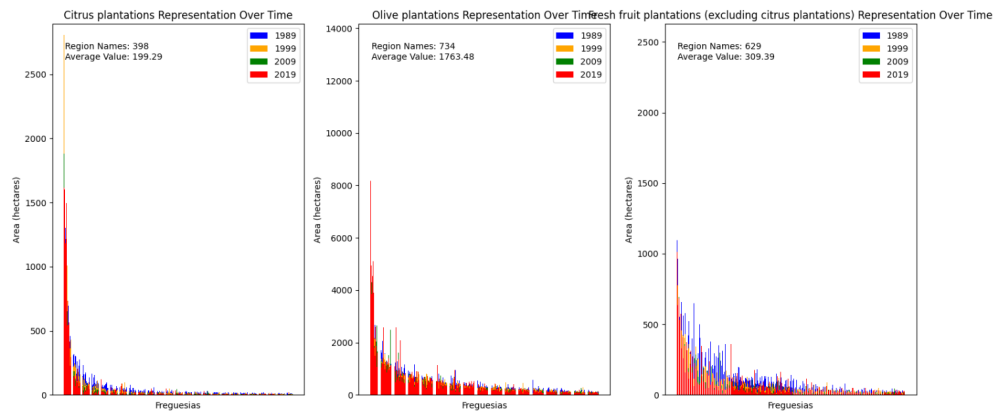 Citrus plantations Representation Over Time
2500
2000
1500
1000
500
0
Area (hectares)
Region Names: 398
Average Value: 199.29
1989
1999
2009
2019
Freguesias
Olive plantations Representation Over Time
14000
12000
10000
8000
6000
4000
2000
0
Area (hectares)
Region Names: 734
Average Value: 1763.48
1989
1999
2009
2019
Freguesias
Fresh fruit plantations (excluding citrus plantations) Representation Over Time
2500
2000
1500
1000
500
0
Area (hectares)
Region Names: 629
Average Value: 309.39
1989
1999
2009
2019
Freguesias